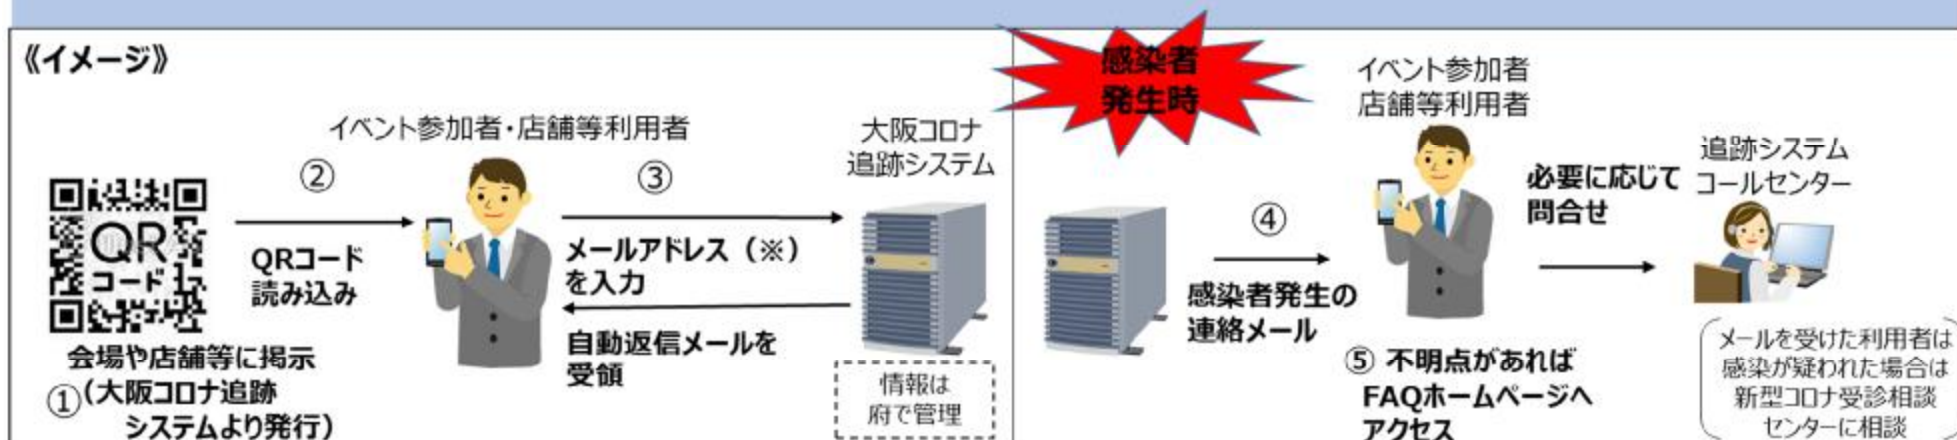 《イメージ》
イベント参加者・店舗等利用者
QR
コード
②
QRコード
読み込み
③
メールアドレス（※）
を入力
自動返信メールを
受領
大阪コロナ
追跡システム
情報は
府で管理
会場や店舗等に掲示
①(大阪コロナ追跡
システムより発行)
感染者
発生時
④
感染者発生の
連絡メール
イベント参加者
店舗等利用者
⑤ 不明点があれば
FAQホームページへ
アクセス
必要に応じて
問合せ
追跡システム
コールセンター
メールを受けた利用者は
感染が疑われた場合は
新型コロナ受診相談
センターに相談